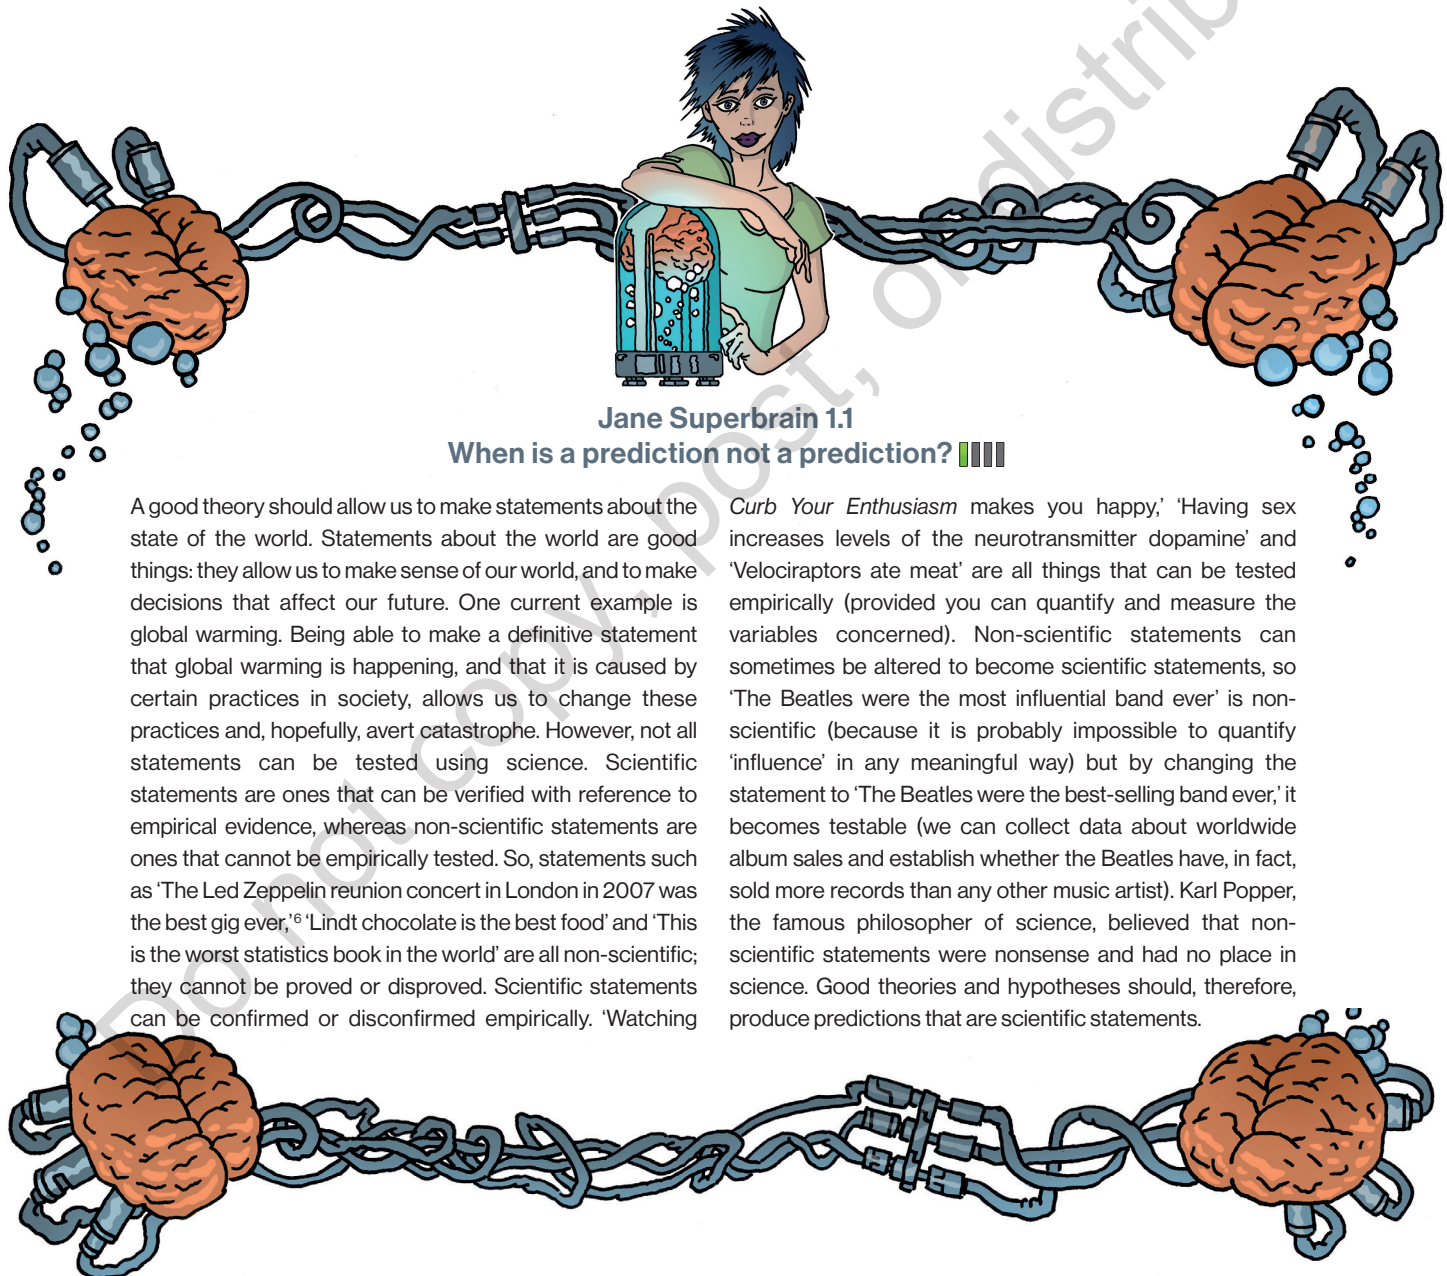 Jane Superbrain 1.1
When is a prediction not a prediction?
A good theory should allow us to make statements about the
state of the world. Statements about the world are good
things: they allow us to make sense of our world, and to make
decisions that affect our future. One current example is
global warming. Being able to make a definitive statement
that global warming is happening, and that it is caused by
certain practices in society, allows us to change these
practices and, hopefully, avert catastrophe. However, not all
statements can be tested using science. Scientific
statements are ones that can be verified with reference to
empirical evidence, whereas non-scientific statements are
ones that cannot be empirically tested. So, statements such
as ‘The Led Zeppelin reunion concert in London in 2007 was
the best gig ever,’⁶ ‘Lindt chocolate is the best food’ and ‘This
is the worst statistics book in the world’ are all non-scientific;
they cannot be proved or disproved. Scientific statements
can be confirmed or disconfirmed empirically. ‘Watching
Curb Your Enthusiasm makes you happy,’ ‘Having sex
increases levels of the neurotransmitter dopamine’ and
‘Velociraptors ate meat’ are all things that can be tested
empirically (provided you can quantify and measure the
variables concerned). Non-scientific statements can
sometimes be altered to become scientific statements, so
‘The Beatles were the most influential band ever’ is non-
scientific (because it is probably impossible to quantify
‘influence’ in any meaningful way) but by changing the
statement to ‘The Beatles were the best-selling band ever,’ it
becomes testable (we can collect data about worldwide
album sales and establish whether the Beatles have, in fact,
sold more records than any other music artist). Karl Popper,
the famous philosopher of science, believed that non-
scientific statements were nonsense and had no place in
science. Good theories and hypotheses should, therefore,
produce predictions that are scientific statements.
Do not copy, post, or distrib